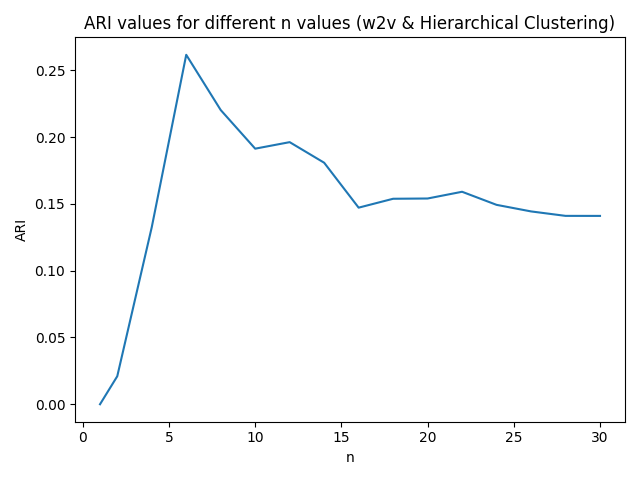 ARI values for different n values (w2v & Hierarchical Clustering)
0.25
0.20
0.15
0.10
0.05
0.00
ARI
0 5 10 15 20 25 30
n